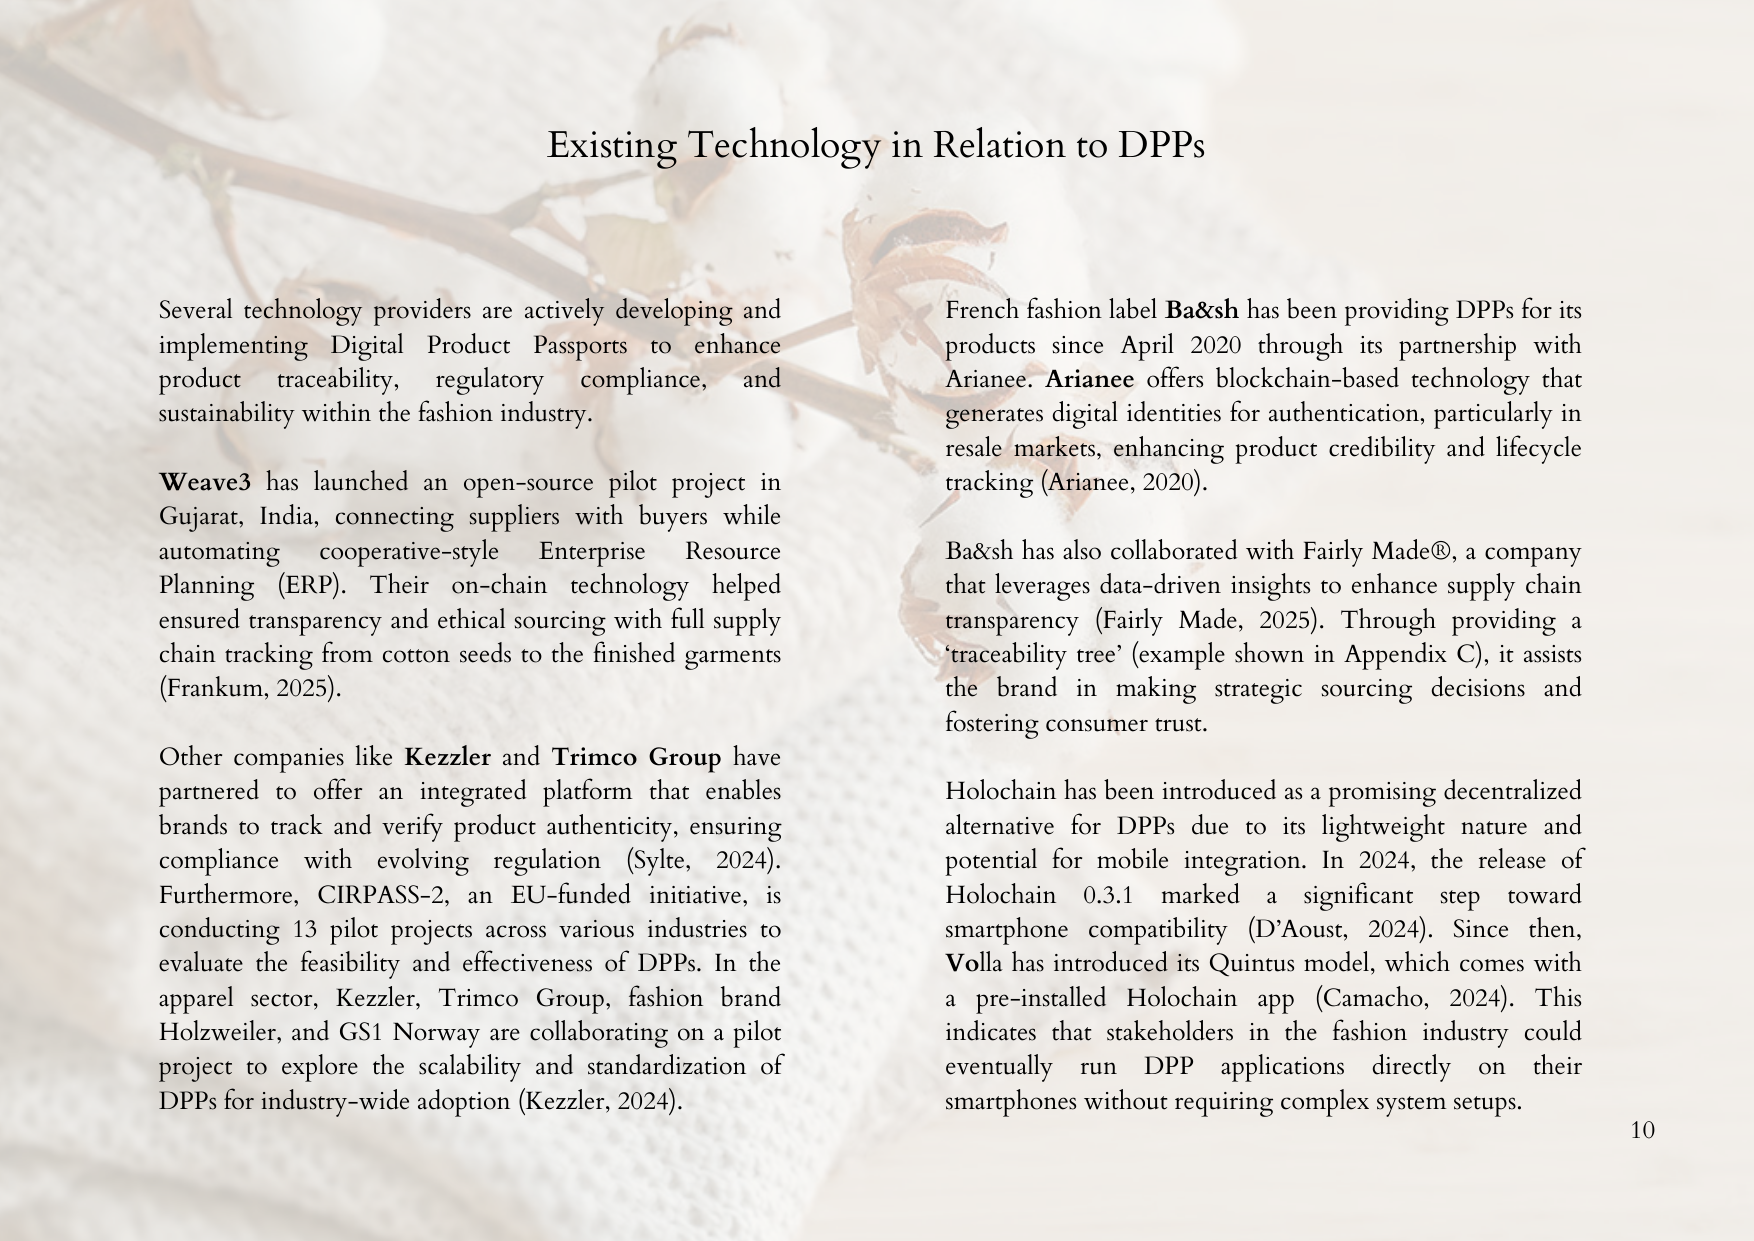 Existing Technology in Relation to DPPs
Several technology providers are actively developing and
implementing Digital Product Passports to enhance
product traceability, regulatory compliance, and
sustainability within the fashion industry.
Weave3 has launched an open-source pilot project in
Gujarat, India, connecting suppliers with buyers while
automating cooperative-style Enterprise Resource
Planning (ERP). Their on-chain technology helped
ensured transparency and ethical sourcing with full supply
chain tracking from cotton seeds to the finished garments
(Frankum, 2025).
Other companies like Kezzler and Trimco Group have
partnered to offer an integrated platform that enables
brands to track and verify product authenticity, ensuring
compliance with evolving regulation (Sylte, 2024).
Furthermore, CIRPASS-2, an EU-funded initiative, is
conducting 13 pilot projects across various industries to
evaluate the feasibility and effectiveness of DPPs. In the
apparel sector, Kezzler, Trimco Group, fashion brand
Holzweiler, and GS1 Norway are collaborating on a pilot
project to explore the scalability and standardization of
DPPs for industry-wide adoption (Kezzler, 2024).
French fashion label Ba&sh has been providing DPPs for its
products since April 2020 through its partnership with
Arianee. Arianee offers blockchain-based technology that
generates digital identities for authentication, particularly in
resale markets, enhancing product credibility and lifecycle
tracking (Arianee, 2020).
Ba&sh has also collaborated with Fairly Made®, a company
that leverages data-driven insights to enhance supply chain
transparency (Fairly Made, 2025). Through providing a
‘traceability tree’ (example shown in Appendix C), it assists
the brand in making strategic sourcing decisions and
fostering consumer trust.
Holochain has been introduced as a promising decentralized
alternative for DPPs due to its lightweight nature and
potential for mobile integration. In 2024, the release of
Holochain 0.3.1 marked a significant step toward
smartphone compatibility (D’Aoust, 2024). Since then,
Volla has introduced its Quintus model, which comes with
a pre-installed Holochain app (Camacho, 2024). This
indicates that stakeholders in the fashion industry could
eventually run DPP applications directly on their
smartphones without requiring complex system setups.
10